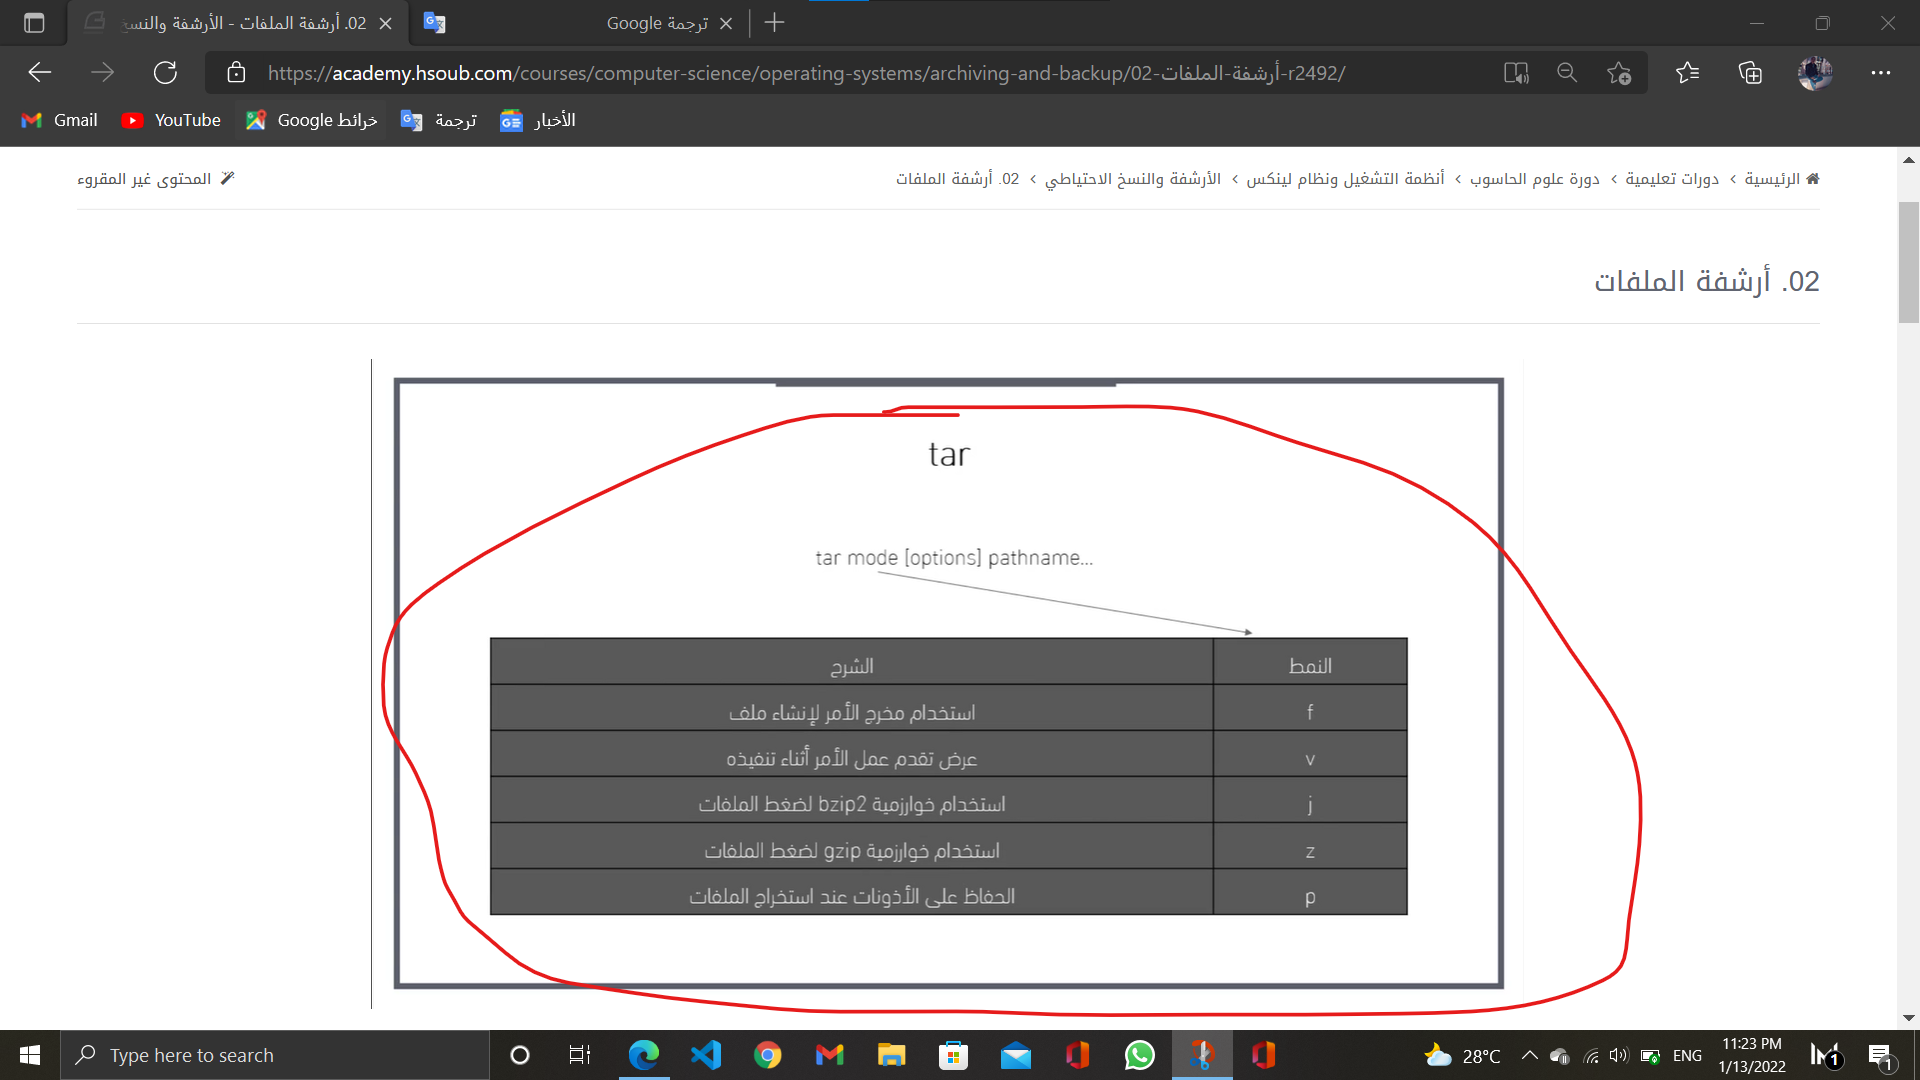 02. أرشفة الملفات - الأرشفة والنسخ
ترجمة Google
https://academy.hsoub.com/courses/computer-science/operating-systems/archiving-and-backup/02-أرشفة-الملفات-r2492/
Gmail
YouTube
خرائط Google
ترجمة
الأخبار
الرئيسية › دورات تعليمية › دورة علوم الحاسوب › أنظمة التشغيل ونظام لينكس › الأرشفة والنسخ الاحتياطي › 02. أرشفة الملفات
المحتوى غير المقروء
02. أرشفة الملفات
tar
tar mode [options] pathname...
النمط الشرح
f استخدام مخرج الأمر لإنشاء ملف
v عرض تقدم عمل الأمر أثناء تنفيذه
j استخدام خوارزمية bzip2 لضغط الملفات
z استخدام خوارزمية gzip لضغط الملفات
p الحفاظ على الأذونات عند استخراج الملفات
Type here to search
28°C
ENG
11:23 PM
1/13/2022
1
1